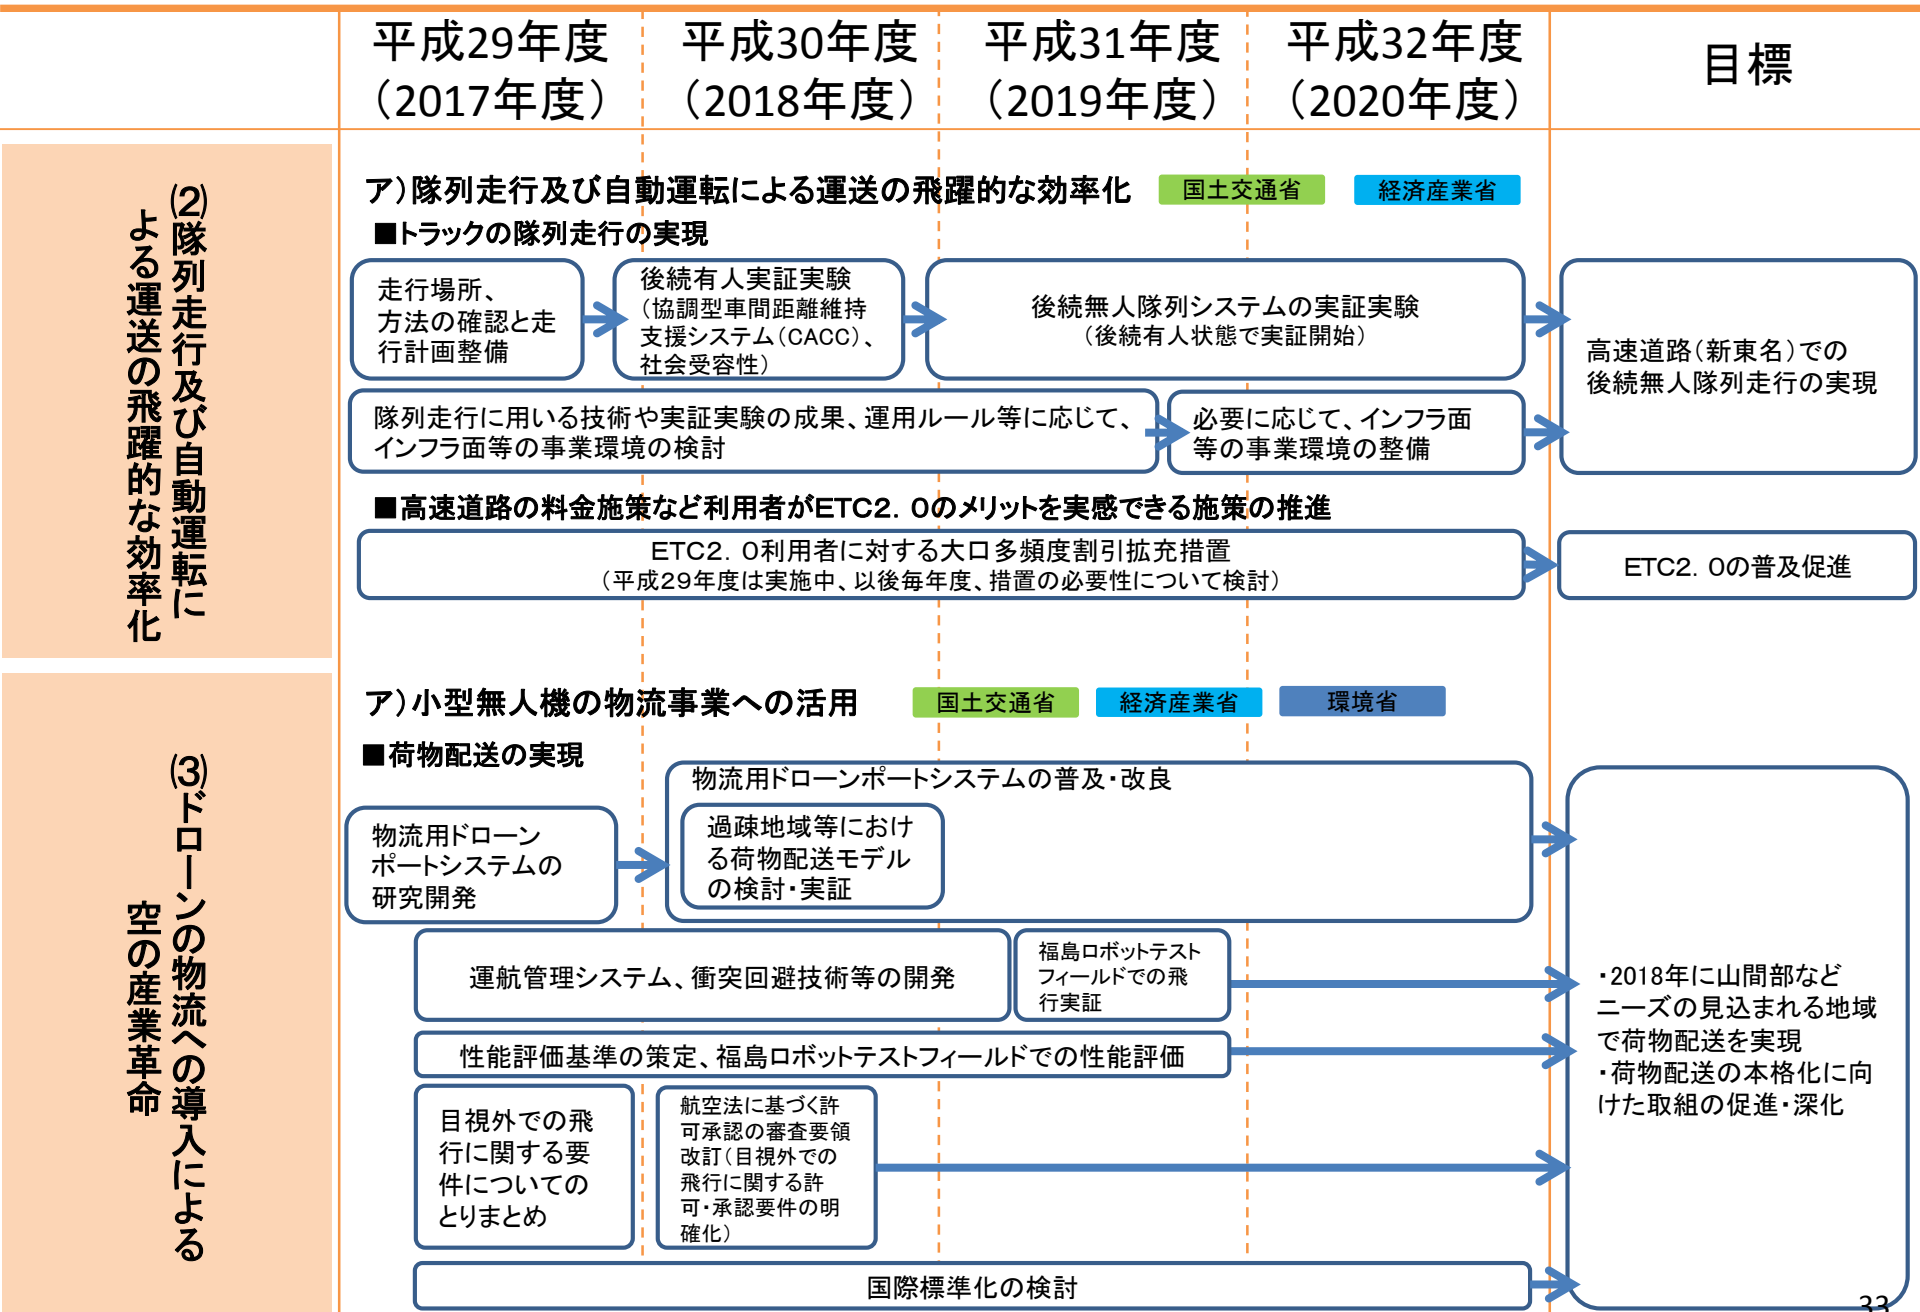 平成29年度
（2017年度）
平成30年度
（2018年度）
平成31年度
（2019年度）
平成32年度
（2020年度）
目標
(2)隊列走行及び自動運転に
よる運送の飛躍的な効率化
ア）隊列走行及び自動運転による運送の飛躍的な効率化
国土交通省
経済産業省
■トラックの隊列走行の実現
走行場所、
方法の確認と走
行計画整備
後続有人実証実験
（協調型車間距離維持
支援システム（CACC）、
社会受容性）
後続無人隊列システムの実証実験
（後続有人状態で実証開始）
高速道路（新東名）での
後続無人隊列走行の実現
隊列走行に用いる技術や実証実験の成果、運用ルール等に応じて、
インフラ面等の事業環境の検討
必要に応じて、インフラ面
等の事業環境の整備
■高速道路の料金施策など利用者がETC2．0のメリットを実感できる施策の推進
ETC2．0利用者に対する大口多頻度割引拡充措置
（平成29年度は実施中、以後毎年度、措置の必要性について検討）
ETC2．0の普及促進
(3)ドローンの物流への導入による
空の産業革命
ア）小型無人機の物流事業への活用
国土交通省
経済産業省
環境省
■荷物配送の実現
物流用ドローン
ポートシステムの
研究開発
物流用ドローンポートシステムの普及・改良
過疎地域等におけ
る荷物配送モデル
の検討・実証
運航管理システム、衝突回避技術等の開発
福島ロボットテスト
フィールドでの飛
行実証
性能評価基準の策定、福島ロボットテストフィールドでの性能評価
目視外での飛
行に関する要
件についての
とりまとめ
航空法に基づく許
可承認の審査要領
改訂（目視外での
飛行に関する許
可・承認要件の明
確化）
国際標準化の検討
・2018年に山間部など
ニーズの見込まれる地域
で荷物配送を実現
・荷物配送の本格化に向
けた取組の促進・深化
33